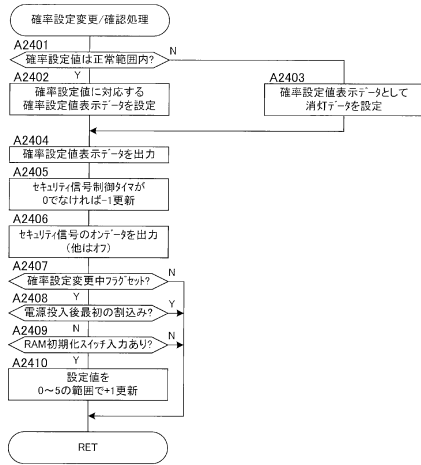 確率設定変更/確認処理
A2401
確率設定値は正常範囲内?
N
Y
A2402
確率設定値に対応する
確率設定値表示データを設定
A2403
確率設定値表示データとして
消灯データを設定
A2404
確率設定値表示データを出力
A2405
セキュリティ信号制御タイマが
0でなければ-1更新
A2406
セキュリティ信号のオンデータを出力
(他はオフ)
A2407
確率設定変更中フラグセット?
N
Y
A2408
電源投入後最初の割込み?
Y
N
A2409
RAM初期化スイッチ入力あり?
N
Y
A2410
設定値を
0~5の範囲で+1更新
RET